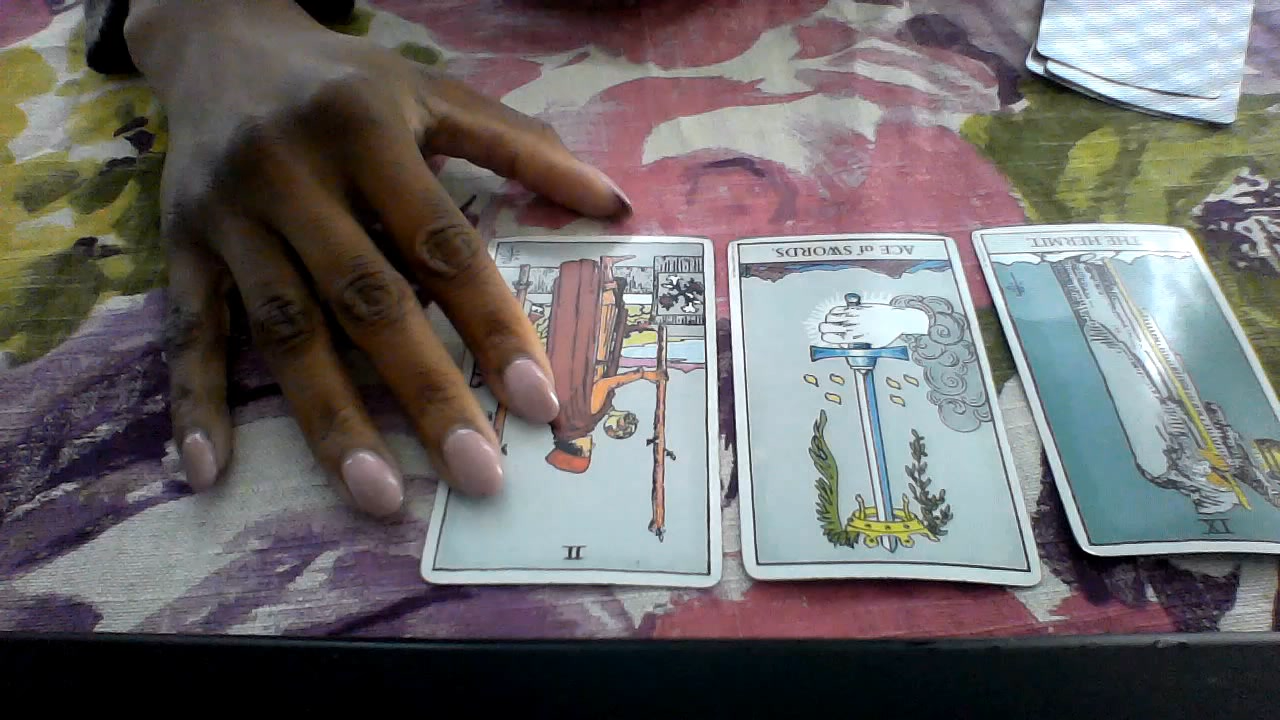 II
ACE of SWORDS.
THE HERMIT.
IX